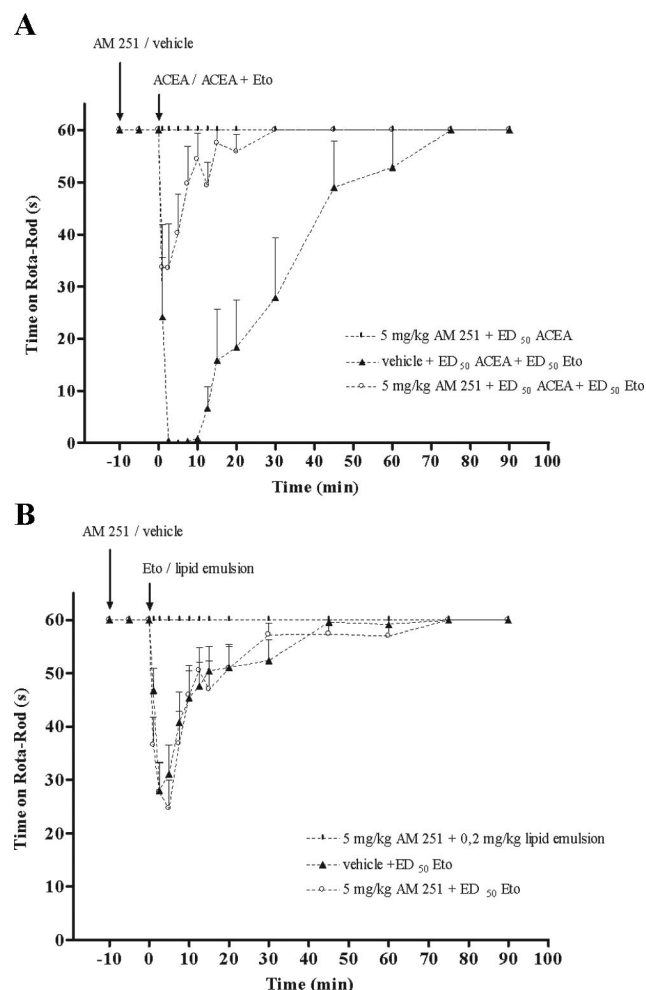 A
AM 251 / vehicle
ACEA / ACEA + Eto
60
50
40
30
20
10
0
Time on Rota-Rod (s)
5 mg/kg AM 251 + ED 50 ACEA
vehicle + ED 50 ACEA + ED 50 Eto
5 mg/kg AM 251 + ED 50 ACEA + ED 50 Eto
-10 0 10 20 30 40 50 60 70 80 90 100
Time (min)
B
AM 251 / vehicle
Eto / lipid emulsion
60
50
40
30
20
10
0
Time on Rota-Rod (s)
5 mg/kg AM 251 + 0,2 mg/kg lipid emulsion
vehicle +ED 50 Eto
5 mg/kg AM 251 + ED 50 Eto
-10 0 10 20 30 40 50 60 70 80 90 100
Time (min)